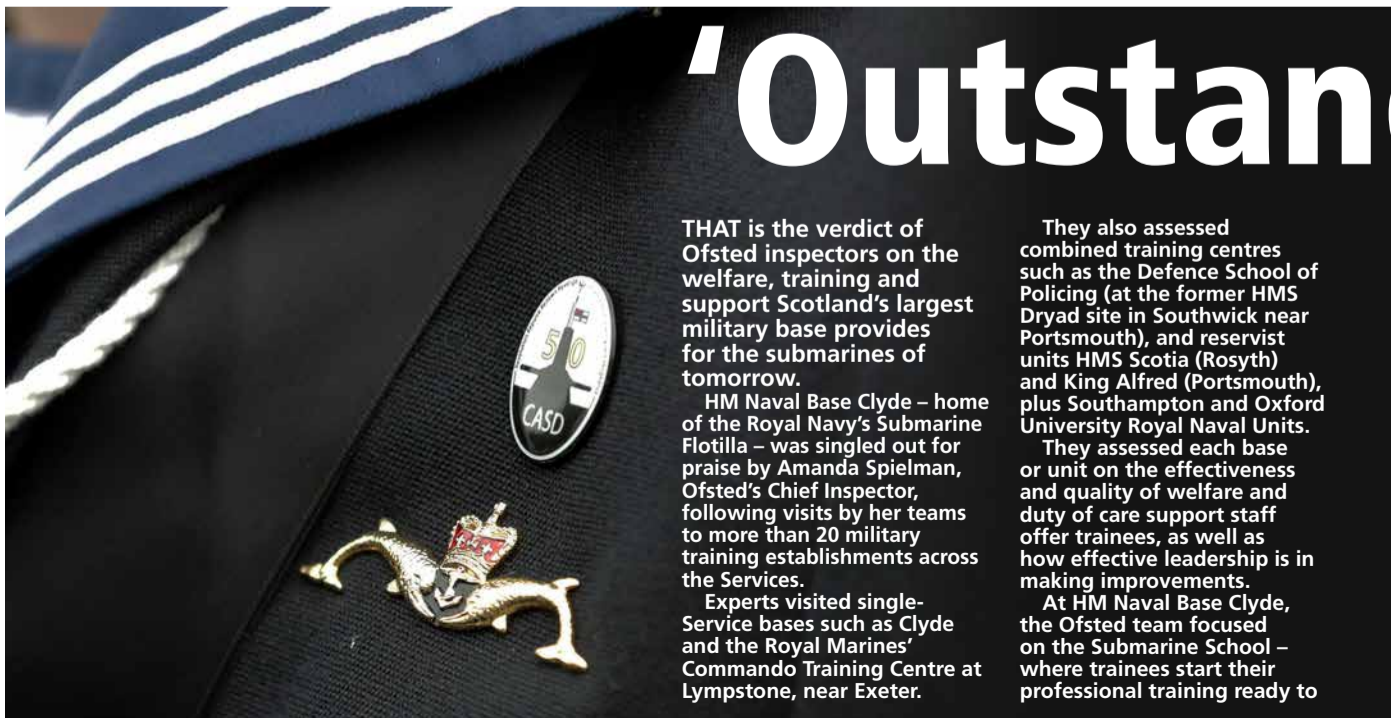 ‘Outstan
THAT is the verdict of
Ofsted inspectors on the
welfare, training and
support Scotland’s largest
military base provides
for the submarines of
tomorrow.
HM Naval Base Clyde – home
of the Royal Navy’s Submarine
Flotilla – was singled out for
praise by Amanda Spielman,
Ofsted’s Chief Inspector,
following visits by her teams
to more than 20 military
training establishments across
the Services.
Experts visited single-
Service bases such as Clyde
and the Royal Marines’
Commando Training Centre at
Lympstone, near Exeter.
They also assessed
combined training centres
such as the Defence School of
Policing (at the former HMS
Dryad site in Southwick near
Portsmouth), and reservist
units HMS Scotia (Rosyth)
and King Alfred (Portsmouth),
plus Southampton and Oxford
University Royal Naval Units.
They assessed each base
or unit on the effectiveness
and quality of welfare and
duty of care support staff
offer trainees, as well as
how effective leadership is in
making improvements.
At HM Naval Base Clyde,
the Ofsted team focused
on the Submarine School –
where trainees start their
professional training ready to
50
CASD